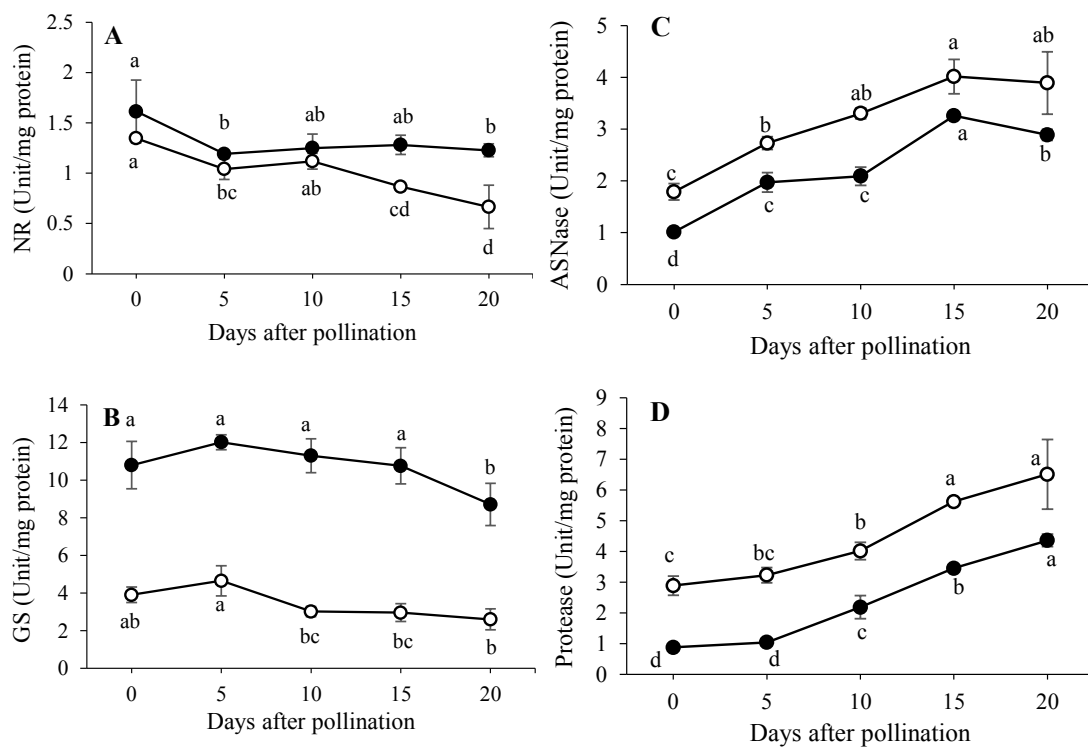 A
NR (Unit/mg protein)
2.5
2
1.5
1
0.5
0
a
b
ab
ab
b
a
bc
ab
cd
d
0 5 10 15 20
Days after pollination
C
ASNase (Unit/mg protein)
5
4
3
2
1
0
c
b
ab
a
ab
d
c
c
a
b
0 5 10 15 20
Days after pollination
B
GS (Unit/mg protein)
14
12
10
8
6
4
2
0
a
a
a
a
b
ab
a
bc
bc
b
0 5 10 15 20
Days after pollination
D
Protease (Unit/mg protein)
9
8
7
6
5
4
3
2
1
0
c
bc
b
a
a
d
d
c
b
a
0 5 10 15 20
Days after pollination